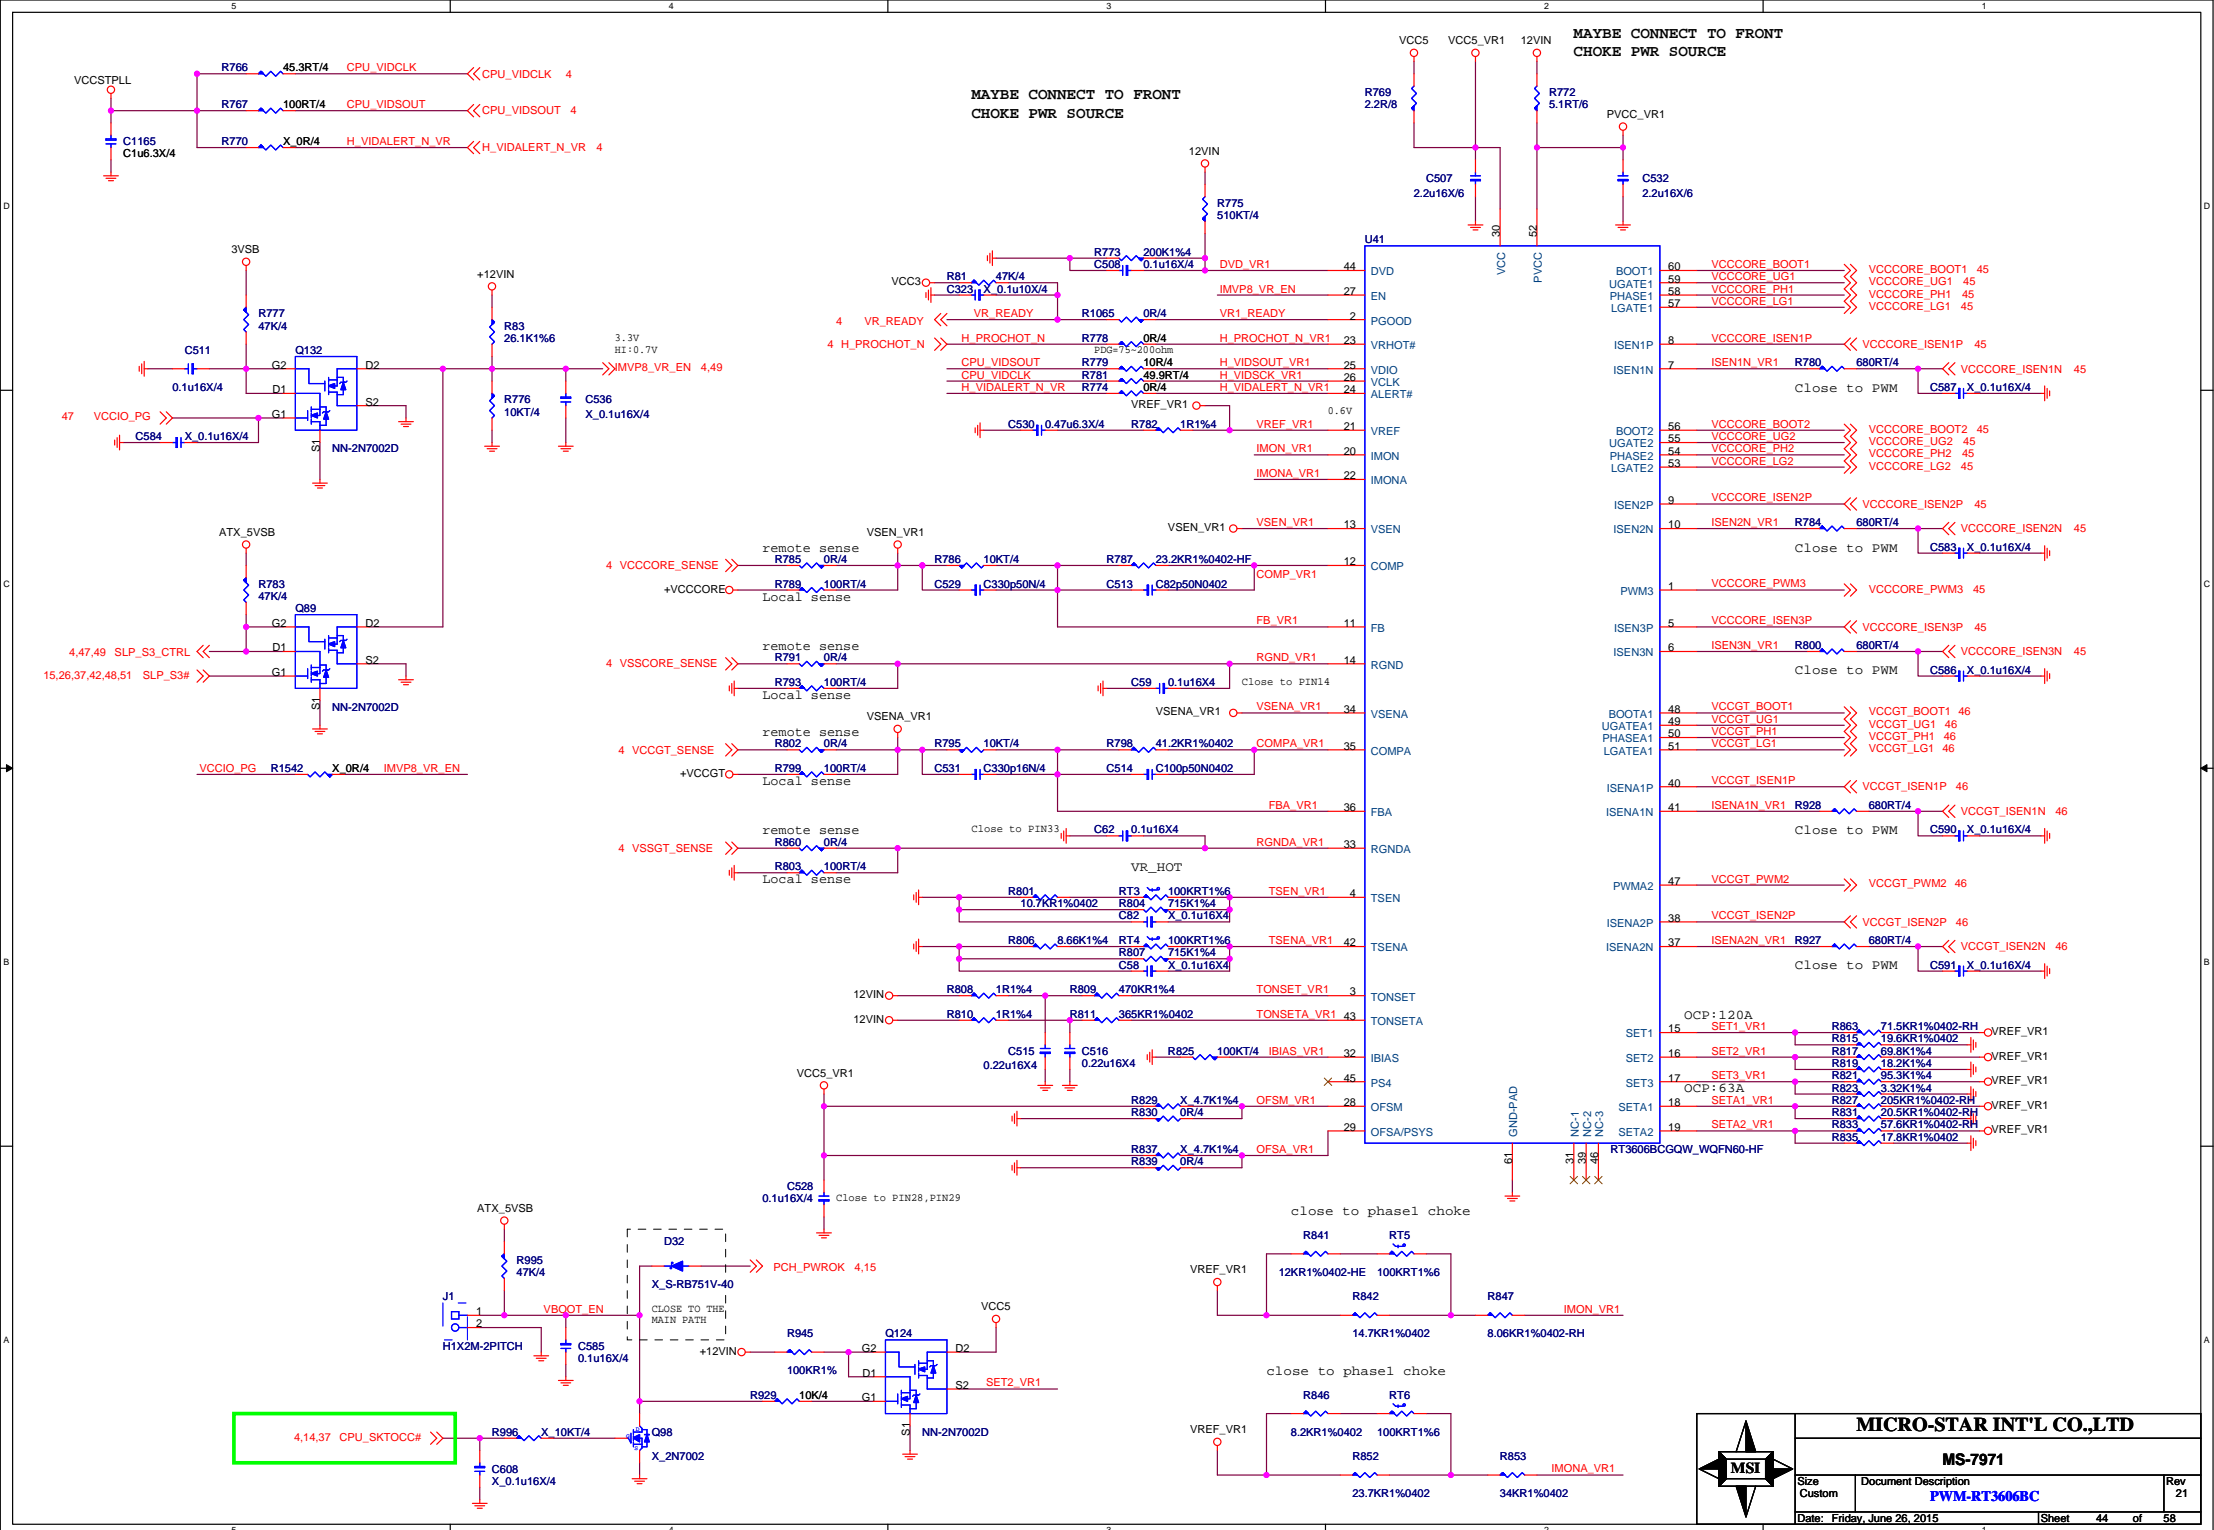 5 4 3 2 1
MAYBE CONNECT TO FRONT
CHOKE PWR SOURCE
VCC5 VCC5_VR1 12VIN
R769
2.2R/8
R772
5.1RT/6
PVCC_VR1
C507
2.2u16X/6
C532
2.2u16X/6
VCCSTPLL
R766 45.3RT/4 CPU_VIDCLK CPU_VIDCLK 4
R767 100RT/4 CPU_VIDSOUT CPU_VIDSOUT 4
R770 X_0R/4 H_VIDALERT_N_VR H_VIDALERT_N_VR 4
C1165
C1u6.3X/4
MAYBE CONNECT TO FRONT
CHOKE PWR SOURCE
12VIN
R775
510KT/4
R773 200K1%4
C508 0.1u16X/4 DVD_VR1 44 DVD
VCC3 R81 47K/4
C323 X_0.1u10X/4 IMVP8_VR_EN 27 EN
4 VR_READY VR_READY R1065 0R/4 VR1_READY 2 PGOOD
4 H_PROCHOT_N H_PROCHOT_N R778 0R/4 H_PROCHOT_N_VR1 23 VRHOT#
PDG=75~200ohm
CPU_VIDSOUT R779 10R/4 H_VIDSOUT_VR1 25 VDIO
CPU_VIDCLK R781 49.9RT/4 H_VIDSCK_VR1 26 VCLK
H_VIDALERT_N_VR R774 0R/4 H_VIDALERT_N_VR1 24 ALERT#
VREF_VR1 0.6V
C530 0.47u6.3X/4 R782 1R1%4 VREF_VR1 21 VREF
IMON_VR1 20 IMON
IMONA_VR1 22 IMONA
VSEN_VR1 VSEN_VR1 13 VSEN
3VSB
R777
47K/4
C511
0.1u16X/4
Q132
G2 D2
D1
S2
G1
S1
NN-2N7002D
47 VCCIO_PG
C584 X_0.1u16X/4
+12VIN
R83
26.1K1%6
3.3V
HI:0.7V
IMVP8_VR_EN 4,49
R776
10KT/4
C536
X_0.1u16X/4
ATX_5VSB
R783
47K/4
Q89
G2 D2
D1
S2
G1
S1
NN-2N7002D
4,47,49 SLP_S3_CTRL
15,26,37,42,48,51 SLP_S3#
VCCIO_PG R1542 X_0R/4 IMVP8_VR_EN
VSEN_VR1
remote sense
4 VCCCORE_SENSE R785 0R/4 R786 10KT/4 R787 23.2KR1%0402-HF 12 COMP
COMP_VR1
+VCCCORE R789 100RT/4 C529 C330p50N/4 C513 C82p50N0402
Local sense
FB_VR1 11 FB
remote sense
4 VSSCORE_SENSE R791 0R/4 RGND_VR1 14 RGND
R793 100RT/4 C59 0.1u16X4 Close to PIN14
Local sense
VSENA_VR1 VSENA_VR1 VSENA_VR1 34 VSENA
remote sense
4 VCCGT_SENSE R802 0R/4 R795 10KT/4 R798 41.2KR1%0402 COMPA_VR1 35 COMPA
+VCCGT R799 100RT/4 C531 C330p16N/4 C514 C100p50N0402
Local sense
FBA_VR1 36 FBA
Close to PIN33 C62 0.1u16X4
remote sense
4 VSSGT_SENSE R860 0R/4 RGNDA_VR1 33 RGNDA
R803 100RT/4
Local sense
VR_HOT
R801 RT3 100KRT1%6 TSEN_VR1 4 TSEN
10.7KR1%0402 R804 715K1%4
C82 X_0.1u16X4
R806 8.66K1%4 RT4 100KRT1%6 TSENA_VR1 42 TSENA
R807 715K1%4
C58 X_0.1u16X4
12VIN R808 1R1%4 R809 470KR1%4 TONSET_VR1 3 TONSET
12VIN R810 1R1%4 R811 365KR1%0402 TONSETA_VR1 43 TONSETA
C515
0.22u16X4
C516
0.22u16X4
R825 100KT/4 IBIAS_VR1 32 IBIAS
45 PS4
VCC5_VR1
R829 X_4.7K1%4 OFSM_VR1 28 OFSM
R830 0R/4
29 OFSA/PSYS
R837 X_4.7K1%4 OFSA_VR1
R839 0R/4
C528
0.1u16X/4 Close to PIN28,PIN29
U41
30 52
VCC PVCC
BOOT1 60 VCCCORE_BOOT1 VCCCORE_BOOT1 45
UGATE1 59 VCCCORE_UG1 VCCCORE_UG1 45
PHASE1 58 VCCCORE_PH1 VCCCORE_PH1 45
LGATE1 57 VCCCORE_LG1 VCCCORE_LG1 45
ISEN1P 8 VCCCORE_ISEN1P VCCCORE_ISEN1P 45
ISEN1N 7 ISEN1N_VR1 R780 680RT/4 VCCCORE_ISEN1N 45
Close to PWM C587 X_0.1u16X/4
BOOT2 56 VCCCORE_BOOT2 VCCCORE_BOOT2 45
UGATE2 55 VCCCORE_UG2 VCCCORE_UG2 45
PHASE2 54 VCCCORE_PH2 VCCCORE_PH2 45
LGATE2 53 VCCCORE_LG2 VCCCORE_LG2 45
ISEN2P 9 VCCCORE_ISEN2P VCCCORE_ISEN2P 45
ISEN2N 10 ISEN2N_VR1 R784 680RT/4 VCCCORE_ISEN2N 45
Close to PWM C583 X_0.1u16X/4
PWM3 1 VCCCORE_PWM3 VCCCORE_PWM3 45
ISEN3P 5 VCCCORE_ISEN3P VCCCORE_ISEN3P 45
ISEN3N 6 ISEN3N_VR1 R800 680RT/4 VCCCORE_ISEN3N 45
Close to PWM C586 X_0.1u16X/4
BOOTA1 48 VCCGT_BOOT1 VCCGT_BOOT1 46
UGATEA1 49 VCCGT_UG1 VCCGT_UG1 46
PHASEA1 50 VCCGT_PH1 VCCGT_PH1 46
LGATEA1 51 VCCGT_LG1 VCCGT_LG1 46
ISENA1P 40 VCCGT_ISEN1P VCCGT_ISEN1P 46
ISENA1N 41 ISENA1N_VR1 R928 680RT/4 VCCGT_ISEN1N 46
Close to PWM C590 X_0.1u16X/4
PWMA2 47 VCCGT_PWM2 VCCGT_PWM2 46
ISENA2P 38 VCCGT_ISEN2P VCCGT_ISEN2P 46
ISENA2N 37 ISENA2N_VR1 R927 680RT/4 VCCGT_ISEN2N 46
Close to PWM C591 X_0.1u16X/4
OCP:120A
SET1 15 SET1_VR1 R863 71.5KR1%0402-RH VREF_VR1
R815 19.6KR1%0402
SET2 16 SET2_VR1 R817 69.8K1%4 VREF_VR1
R819 18.2K1%4
SET3 17 SET3_VR1 R821 95.3K1%4 VREF_VR1
OCP:63A R823 3.32K1%4
SETA1 18 SETA1_VR1 R827 205KR1%0402-RH VREF_VR1
R831 20.5KR1%0402-RH
SETA2 19 SETA2_VR1 R833 57.6KR1%0402-RH VREF_VR1
R835 17.8KR1%0402
GND-PAD NC-1 NC-2 NC-3
61 31 39 46
RT3606BCGQW_WQFN60-HF
ATX_5VSB
R995
47K/4
J1
1
2
H1X2M-2PITCH
VBOOT_EN
C585
0.1u16X/4
D32
X_S-RB751V-40
CLOSE TO THE
MAIN PATH
PCH_PWROK 4,15
+12VIN R945
100KR1%
R929 10K/4
Q124
G2 D2
D1
S2
G1
S1
NN-2N7002D
VCC5
SET2_VR1
4,14,37 CPU_SKTOCC# R996 X_10KT/4
Q98
X_2N7002
C608
X_0.1u16X/4
close to phase1 choke
R841 RT5
VREF_VR1 12KR1%0402-HE 100KRT1%6
R842 R847 IMON_VR1
14.7KR1%0402 8.06KR1%0402-RH
close to phase1 choke
R846 RT6
VREF_VR1 8.2KR1%0402 100KRT1%6
R852 R853 IMONA_VR1
23.7KR1%0402 34KR1%0402
MSI
MICRO-STAR INT'L CO.,LTD
MS-7971
Size
Custom
Document Description
PWM-RT3606BC
Rev
21
Date: Friday, June 26, 2015 Sheet 44 of 58
D D
C C
B B
A A
5 4 3 2 1